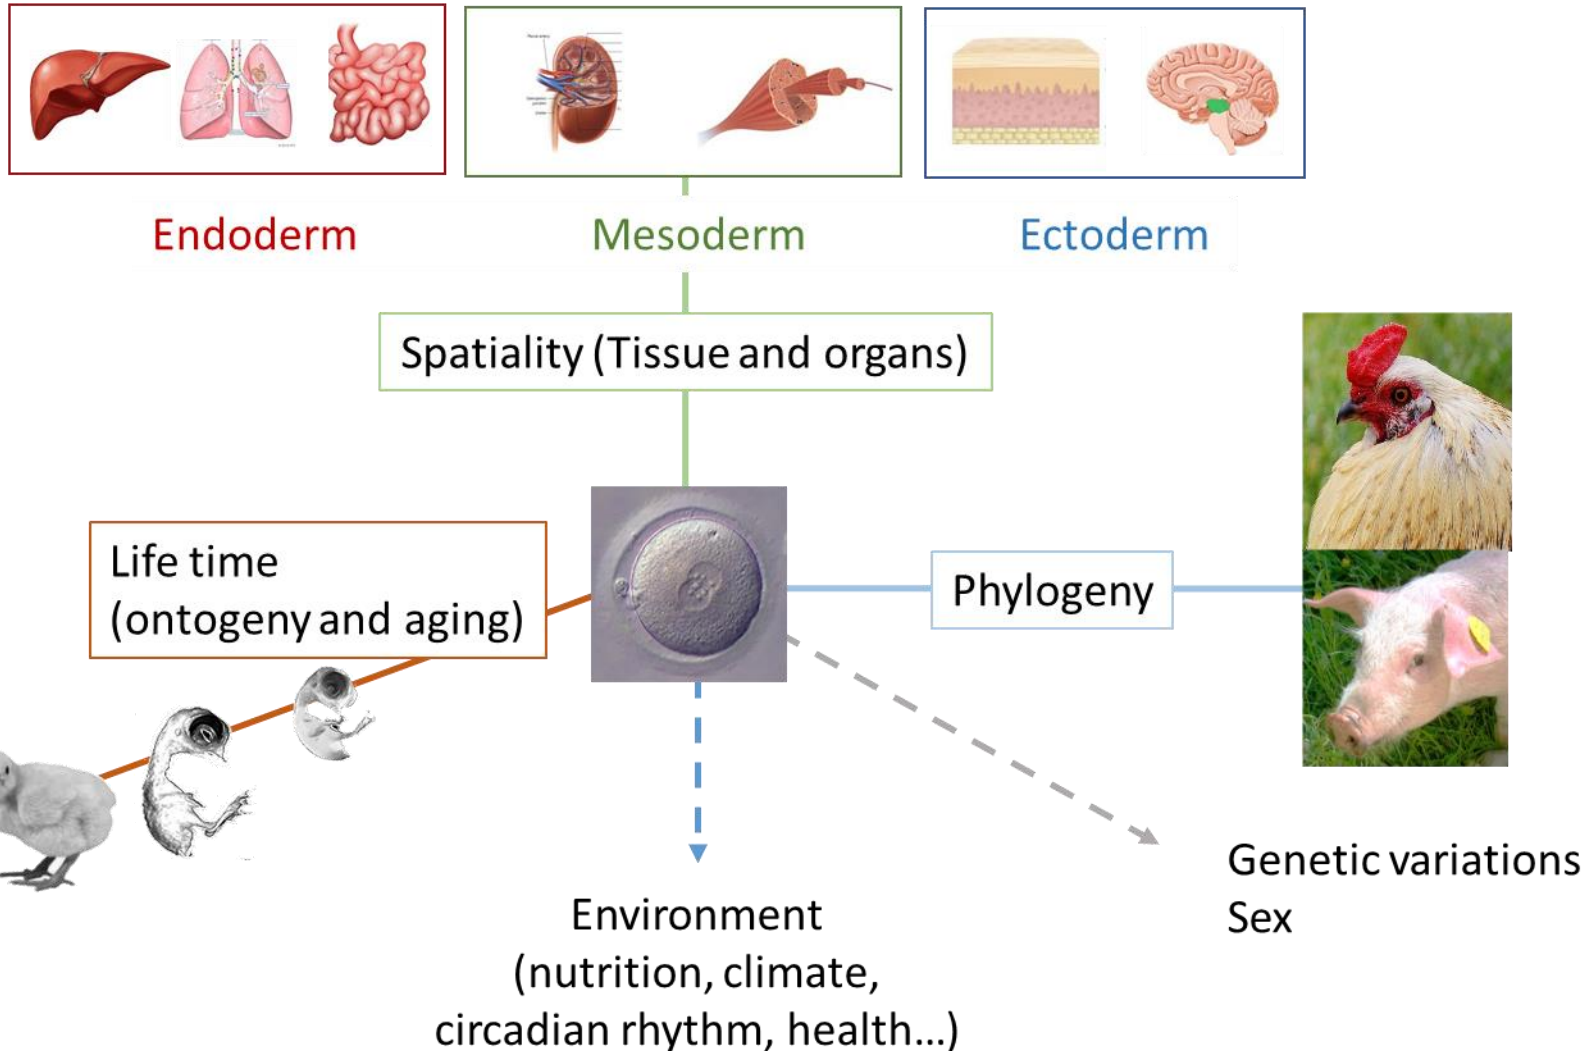 Endoderm
Mesoderm
Ectoderm
Spatiality (Tissue and organs)
Life time
(ontogeny and aging)
Phylogeny
Genetic variations
Sex
Environment
(nutrition, climate,
circadian rhythm, health...)